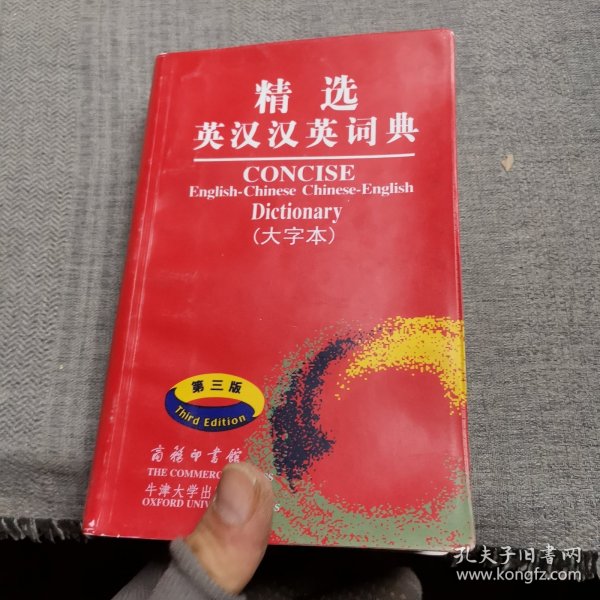 精选
英汉汉英词典
CONCISE
English-Chinese Chinese-English
Dictionary
(大字本)
第三版
Third Edition
商务印书馆
THE COMMERC
s
牛津大学出
OXFORD UNIV
s
孔夫子旧书网
www.kongfz.com